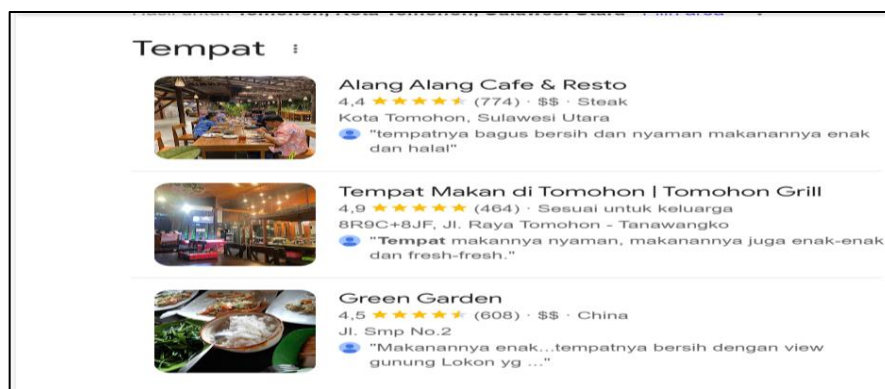 Tempat
Alang Alang Cafe & Resto
4,4 (774) · $$ · Steak
Kota Tomohon, Sulawesi Utara
"tempatnya bagus bersih dan nyaman makanannya enak
dan halal"
Tempat Makan di Tomohon | Tomohon Grill
4,9 (464) · Sesuai untuk keluarga
8R9C+8JF, Jl. Raya Tomohon - Tanawangko
"Tempat makannya nyaman, makanannya juga enak-enak
dan fresh-fresh."
Green Garden
4,5 (608) · $$ · China
Jl. Smp No.2
"Makanannya enak...tempatnya bersih dengan view
gunung Lokon yg ..."